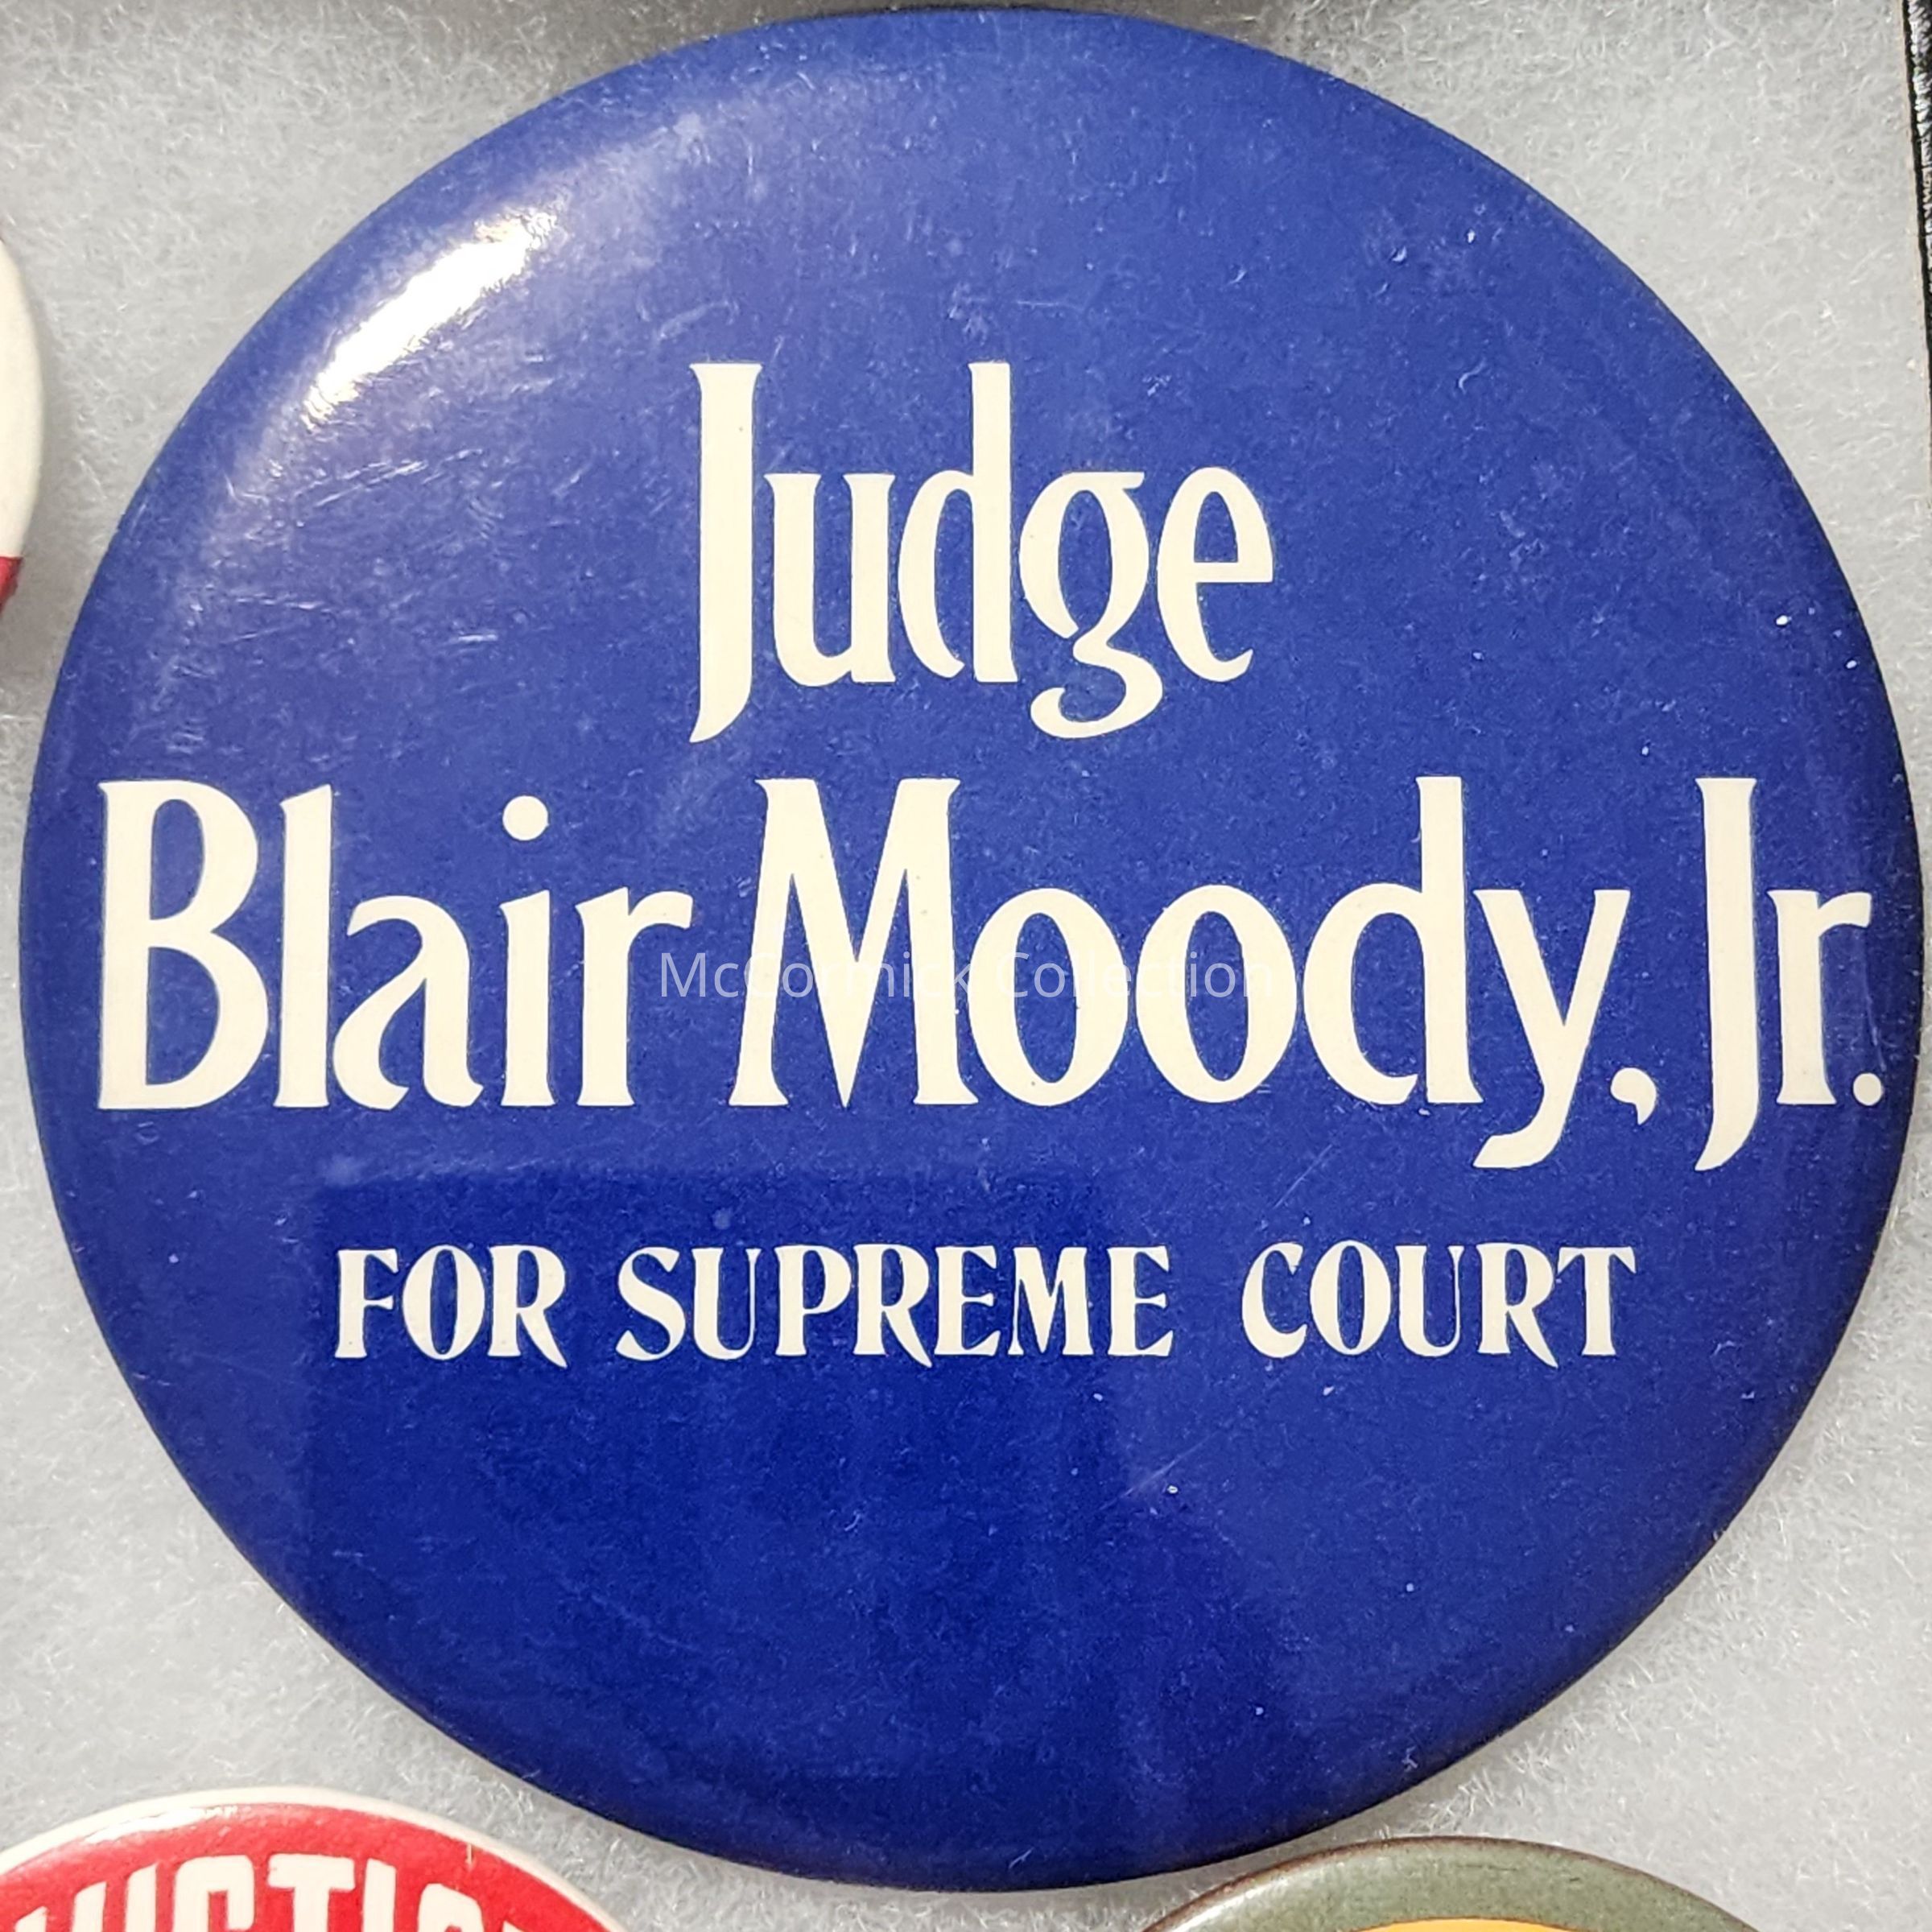 Judge
Blair Moody, Jr.
McCormick Collection
FOR SUPREME COURT